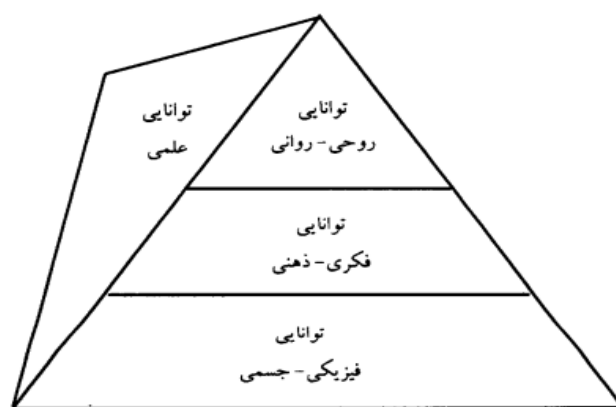 توانایی
روحی-روانی
توانایی
علمی
توانایی
فکری-ذهنی
توانایی
فیزیکی-جسمی